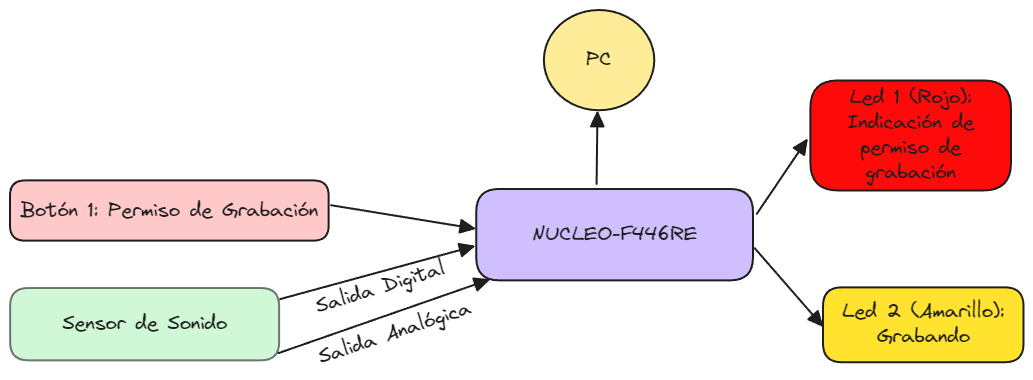 PC
Led 1 (Rojo):
Indicación de
permiso de
grabación
Botón 1: Permiso de Grabación
NUCLEO-F446RE
Salida Digital
Salida Analógica
Sensor de Sonido
Led 2 (Amarillo):
Grabando